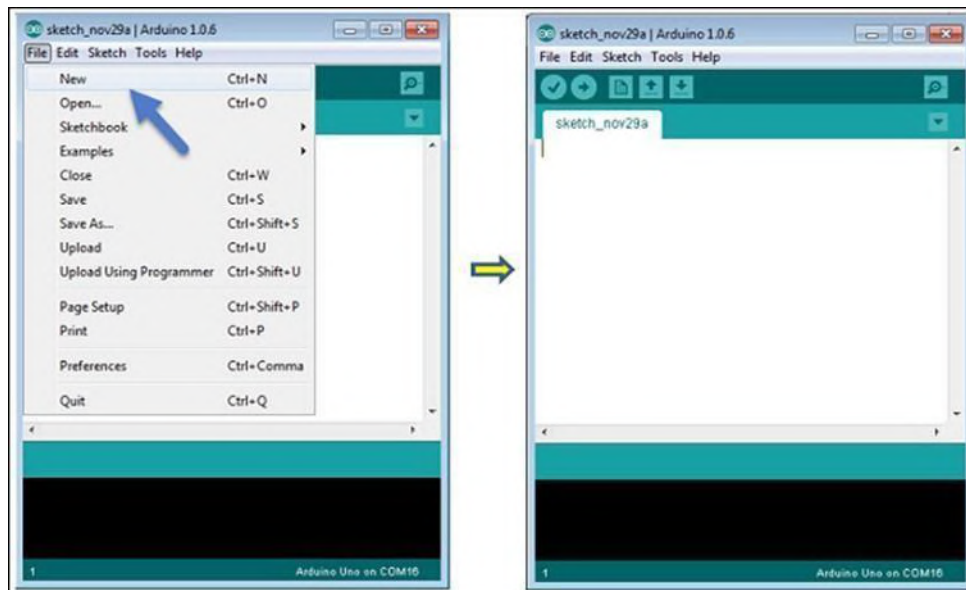 sketch_nov29a | Arduino 1.0.6
File Edit Sketch Tools Help
New Ctrl+N
Open... Ctrl+O
Sketchbook
Examples
Close Ctrl+W
Save Ctrl+S
Save As... Ctrl+Shift+S
Upload Ctrl+U
Upload Using Programmer Ctrl+Shift+U
Page Setup Ctrl+Shift+P
Print Ctrl+P
Preferences Ctrl+Comma
Quit Ctrl+Q
1 Arduino Uno on COM16
sketch_nov29a | Arduino 1.0.6
File Edit Sketch Tools Help
sketch_nov29a
1 Arduino Uno on COM16